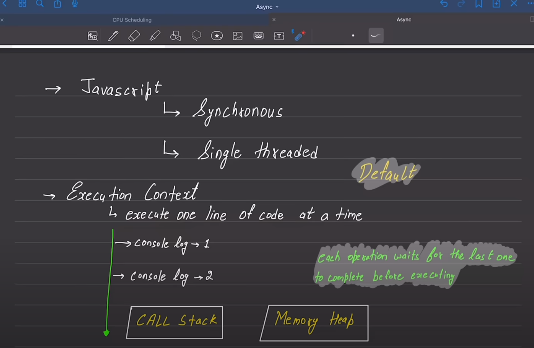 Async
CPU Scheduling
Async
→ Javascript
↳ Synchronous
↳ Single threaded
Default
→ Execution Context
↳ execute one line of code at a time
→ console log → 1
→ console log → 2
each operation waits for the last one
to complete before executing
CALL Stack
Memory Heap